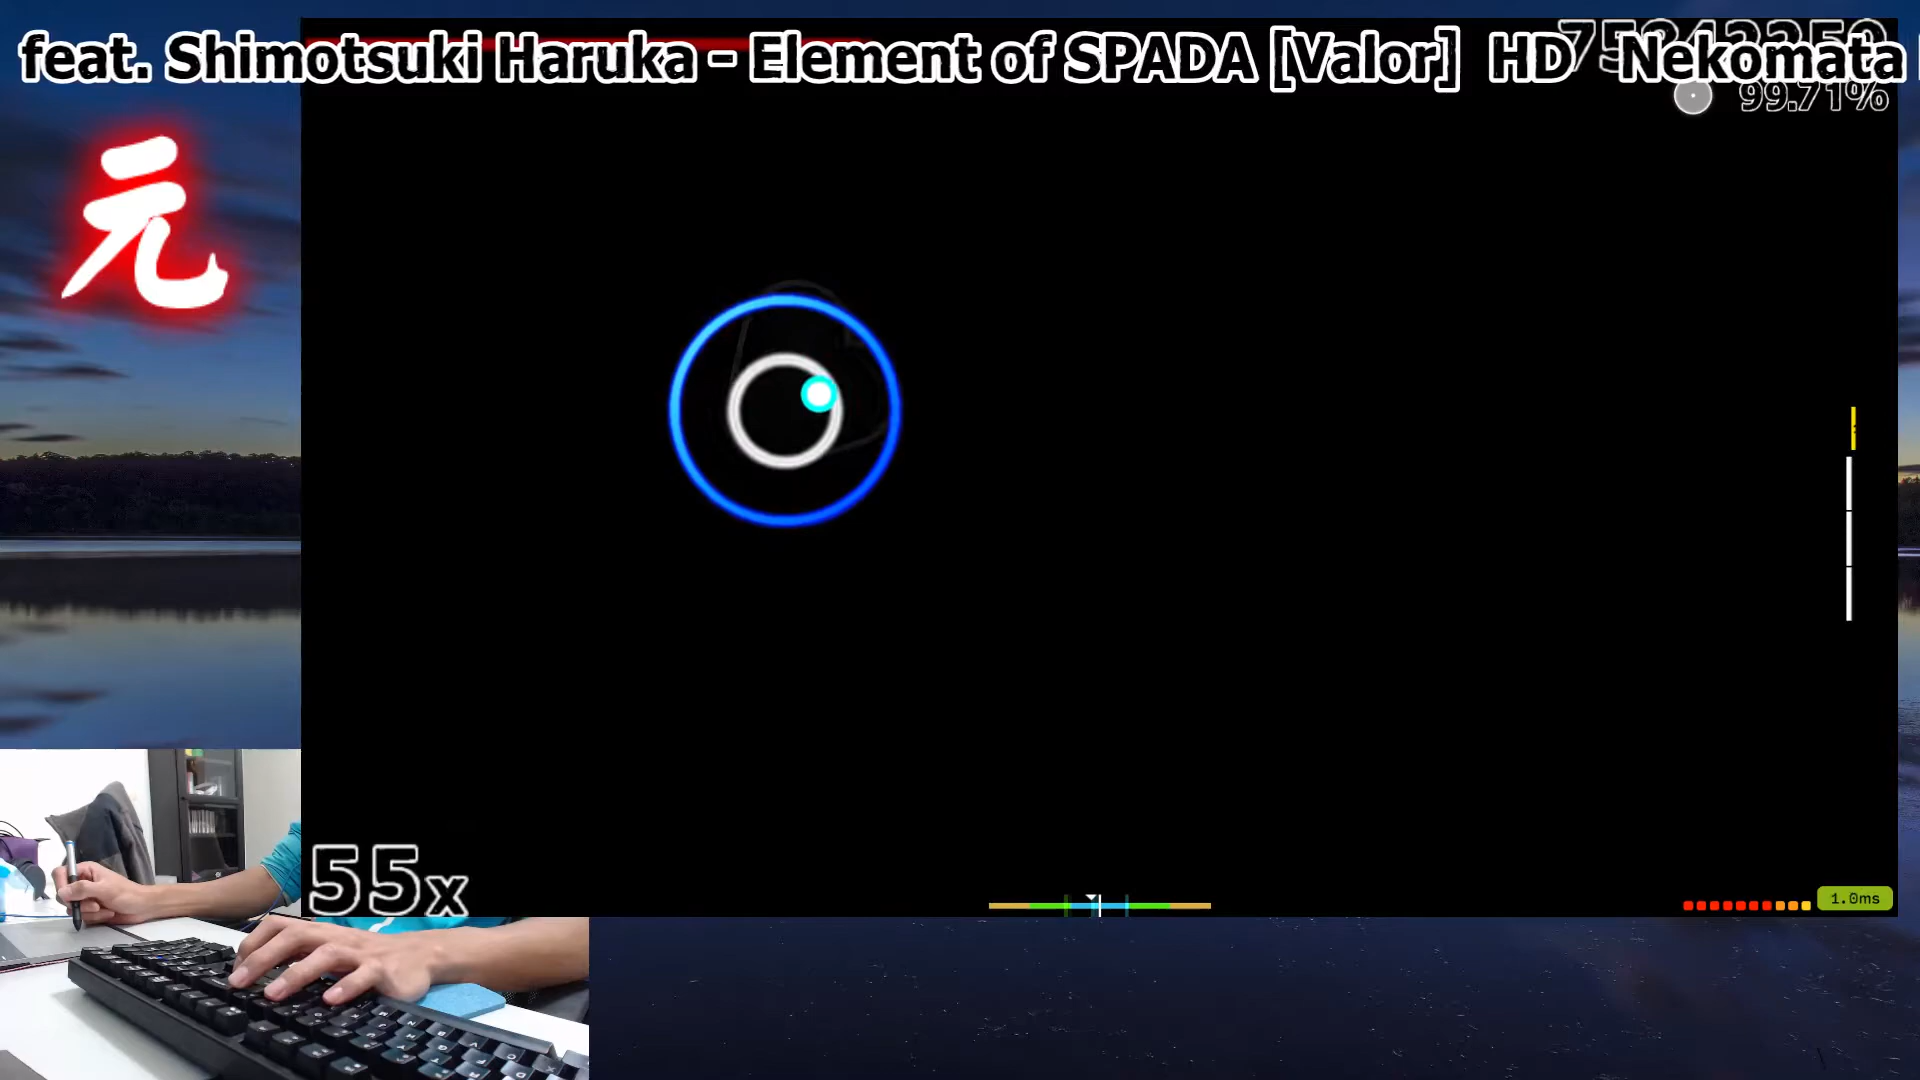 feat. Shimotsuki Haruka - Element of SPADA [Valor] HD Nekomata
99.71%
元
55x
1.0ms